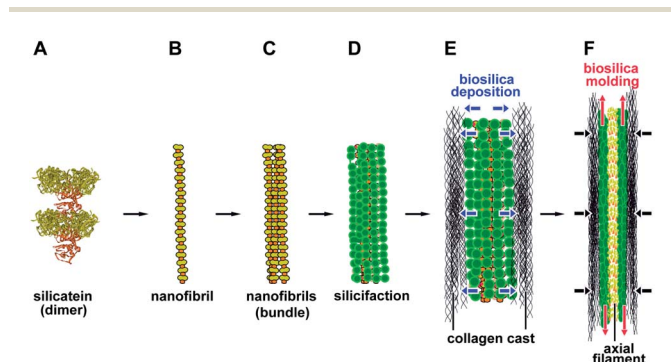 A
B
C
D
E
F
biosilica
deposition
biosilica
molding
silicatein
(dimer)
nanofibril
nanofibrils
(bundle)
silicifaction
collagen cast
axial
filament